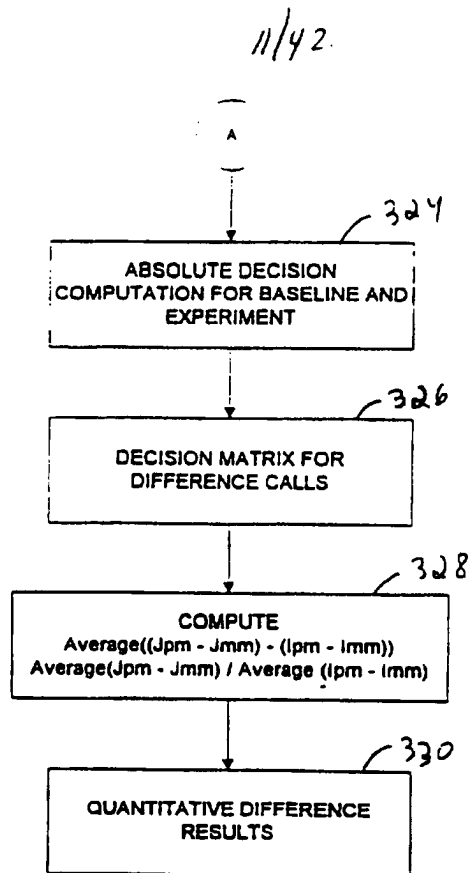 11/42.
A
324
ABSOLUTE DECISION
COMPUTATION FOR BASELINE AND
EXPERIMENT
326
DECISION MATRIX FOR
DIFFERENCE CALLS
328
COMPUTE
Average((Jpm - Jmm) - (Ipm - Imm))
Average(Jpm - Jmm) / Average (Ipm - Imm)
330
QUANTITATIVE DIFFERENCE
RESULTS